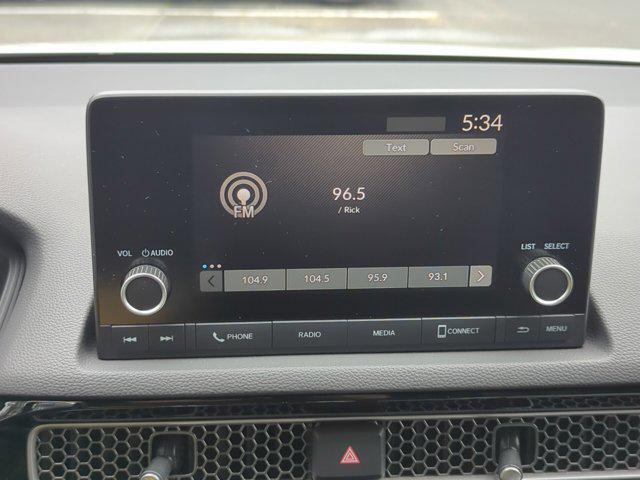 5:34
Text Scan
FM
96.5
/ Rick
VOL AUDIO
LIST SELECT
104.9 104.5 95.9 93.1
PHONE RADIO MEDIA CONNECT MENU